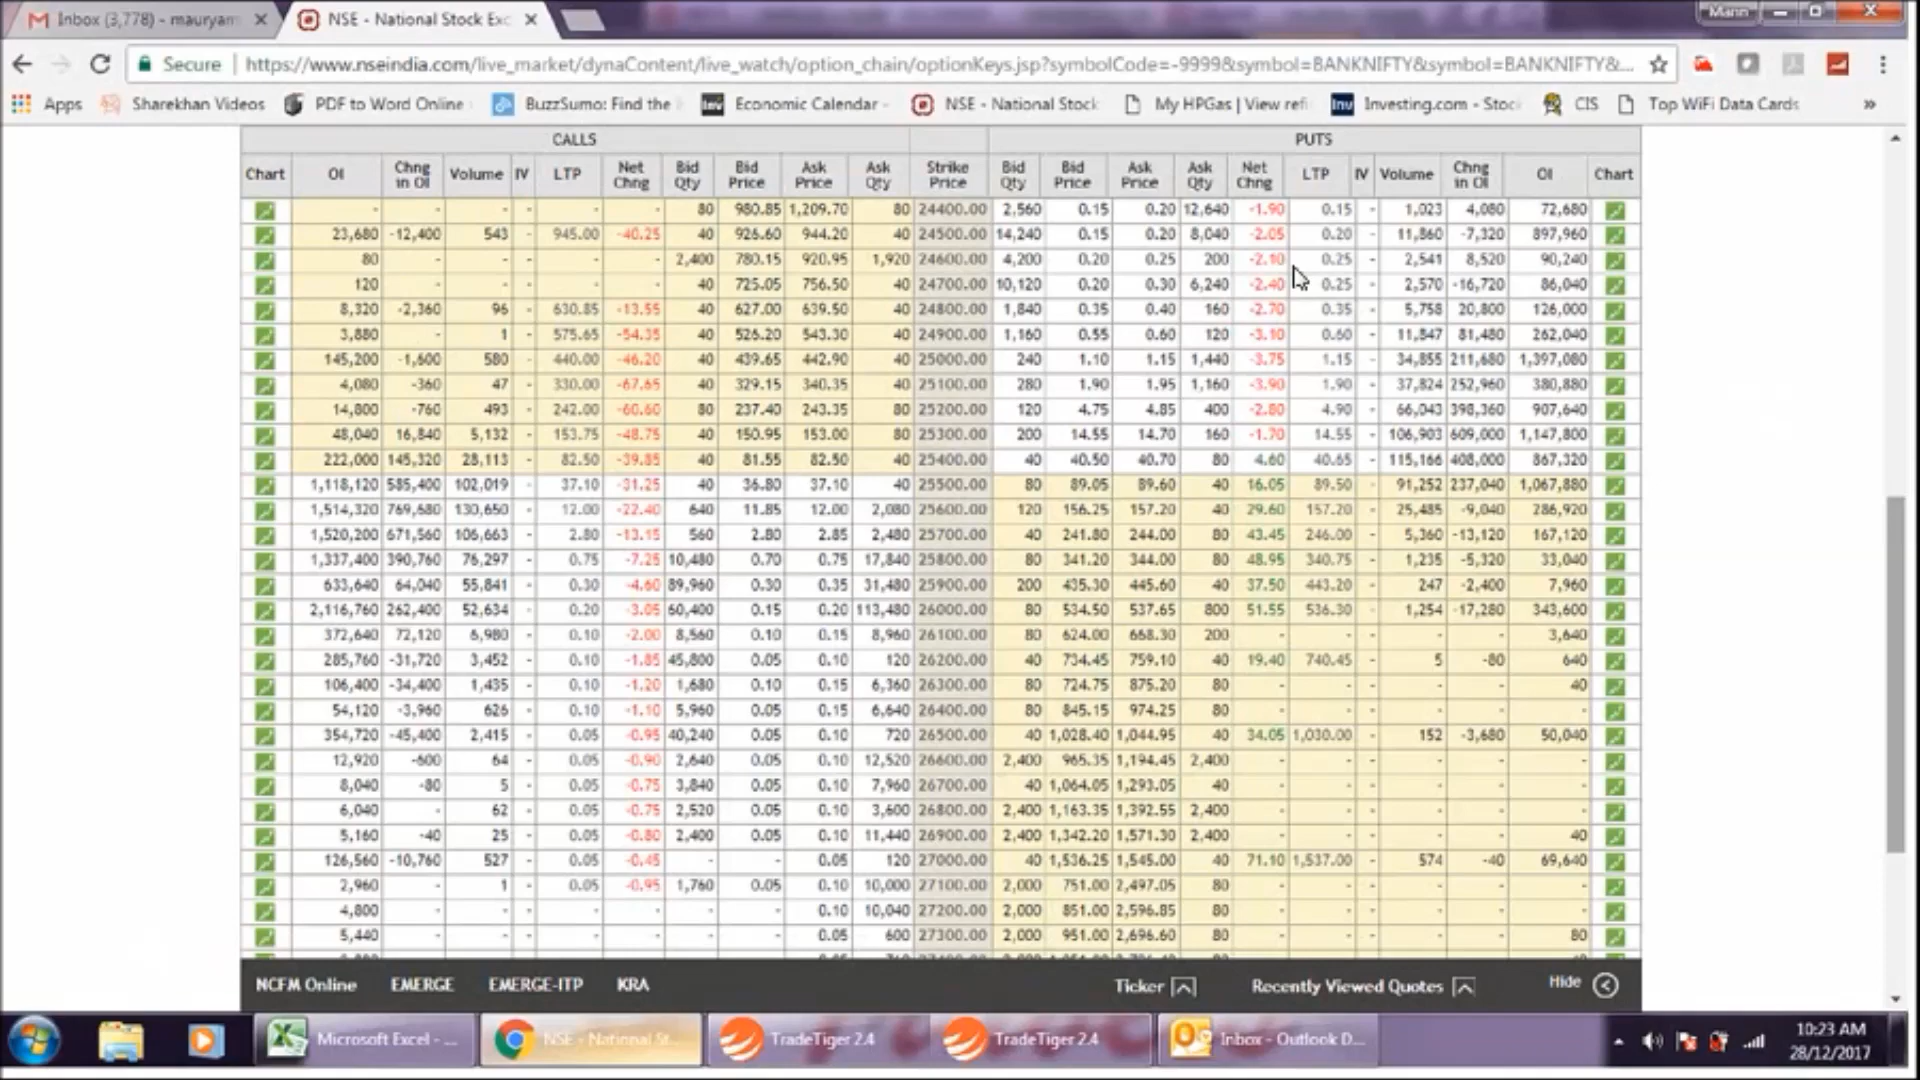 Inbox (3,778) - mauryam
NSE - National Stock Exc
Mann
Secure https://www.nseindia.com/live_market/dynaContent/live_watch/option_chain/optionKeys.jsp?symbolCode=-9999&symbol=BANKNIFTY&symbol=BANKNIFTY&...
Apps Sharekhan Videos PDF to Word Online BuzzSumo: Find the Inv Economic Calendar - NSE - National Stock My HPGas | View refi Inv Investing.com - Stoc CIS Top WiFi Data Cards »
CALLS PUTS
Chart OI Chng in OI Volume IV LTP Net Chng Bid Qty Bid Price Ask Price Ask Qty Strike Price Bid Qty Bid Price Ask Price Ask Qty Net Chng LTP IV Volume Chng in OI OI Chart
- - - - - - 80 980.85 1,209.70 80 24400.00 2,560 0.15 0.20 12,640 -1.90 0.15 - 1,023 4,080 72,680
23,680 -12,400 543 - 945.00 -40.25 40 926.60 944.20 40 24500.00 14,240 0.15 0.20 8,040 -2.05 0.20 - 11,860 -7,320 897,960
80 - - - - - 2,400 780.15 920.95 1,920 24600.00 4,200 0.20 0.25 200 -2.10 0.25 - 2,541 8,520 90,240
120 - - - - - 40 725.05 756.50 40 24700.00 10,120 0.20 0.30 6,240 -2.40 0.25 - 2,570 -16,720 86,040
8,320 -2,360 96 - 630.85 -13.55 40 627.00 639.50 40 24800.00 1,840 0.35 0.40 160 -2.70 0.35 - 5,758 20,800 126,000
3,880 - 1 - 575.65 -54.35 40 526.20 543.30 40 24900.00 1,160 0.55 0.60 120 -3.10 0.60 - 11,847 81,480 262,040
145,200 -1,600 580 - 440.00 -46.20 40 439.65 442.90 40 25000.00 240 1.10 1.15 1,440 -3.75 1.15 - 34,855 211,680 1,397,080
4,080 -360 47 - 330.00 -67.65 40 329.15 340.35 40 25100.00 280 1.90 1.95 1,160 -3.90 1.90 - 37,824 252,960 380,880
14,800 -760 493 - 242.00 -60.60 80 237.40 243.35 80 25200.00 120 4.75 4.85 400 -2.80 4.90 - 66,043 398,360 907,640
48,040 16,840 5,132 - 153.75 -48.75 40 150.95 153.00 80 25300.00 200 14.55 14.70 160 -1.70 14.55 - 106,903 609,000 1,147,800
222,000 145,320 28,113 - 82.50 -39.85 40 81.55 82.50 40 25400.00 40 40.50 40.70 80 4.60 40.65 - 115,166 408,000 867,320
1,118,120 585,400 102,019 - 37.10 -31.25 40 36.80 37.10 40 25500.00 80 89.05 89.60 40 16.05 89.50 - 91,252 237,040 1,067,880
1,514,320 769,680 130,650 - 12.00 -22.40 640 11.85 12.00 2,080 25600.00 120 156.25 157.20 40 29.60 157.20 - 25,485 -9,040 286,920
1,520,200 671,560 106,663 - 2.80 -13.15 560 2.80 2.85 2,480 25700.00 40 241.80 244.00 80 43.45 246.00 - 5,360 -13,120 167,120
1,337,400 390,760 76,297 - 0.75 -7.25 10,480 0.70 0.75 17,840 25800.00 80 341.20 344.00 80 48.95 340.75 - 1,235 -5,320 33,040
633,640 64,040 55,841 - 0.30 -4.60 89,960 0.30 0.35 31,480 25900.00 200 435.30 445.60 40 37.50 443.20 - 247 -2,400 7,960
2,116,760 262,400 52,634 - 0.20 -3.05 60,400 0.15 0.20 113,480 26000.00 80 534.50 537.65 800 51.55 536.30 - 1,254 -17,280 343,600
372,640 72,120 6,980 - 0.10 -2.00 8,560 0.10 0.15 8,960 26100.00 80 624.00 668.30 200 - - - - - 3,640
285,760 -31,720 3,452 - 0.10 -1.85 45,800 0.05 0.10 120 26200.00 40 734.45 759.10 40 19.40 740.45 - 5 -80 640
106,400 -34,400 1,435 - 0.10 -1.20 1,680 0.10 0.15 6,360 26300.00 80 724.75 875.20 80 - - - - - 40
54,120 -3,960 626 - 0.10 -1.10 5,960 0.05 0.15 6,640 26400.00 80 845.15 974.25 80 - - - - - -
354,720 -45,400 2,415 - 0.05 -0.95 40,240 0.05 0.10 720 26500.00 40 1,028.40 1,044.95 40 34.05 1,030.00 - 152 -3,680 50,040
12,920 -600 64 - 0.05 -0.90 2,640 0.05 0.10 12,520 26600.00 2,400 965.35 1,194.45 2,400 - - - - - -
8,040 -80 5 - 0.05 -0.75 3,840 0.05 0.10 7,960 26700.00 40 1,064.05 1,293.05 40 - - - - - -
6,040 - 62 - 0.05 -0.75 2,520 0.05 0.10 3,600 26800.00 2,400 1,163.35 1,392.55 2,400 - - - - - -
5,160 -40 25 - 0.05 -0.80 2,400 0.05 0.10 11,440 26900.00 2,400 1,342.20 1,571.30 2,400 - - - - - 40
126,560 -10,760 527 - 0.05 -0.45 - - 0.05 120 27000.00 40 1,536.25 1,545.00 40 71.10 1,537.00 - 574 -40 69,640
2,960 - 1 - 0.05 -0.95 1,760 0.05 0.10 10,000 27100.00 2,000 751.00 2,497.05 80 - - - - - -
4,800 - - - - - - - 0.10 10,040 27200.00 2,000 851.00 2,596.85 80 - - - - - -
5,440 - - - - - - - 0.05 600 27300.00 2,000 951.00 2,696.60 80 - - - - - 80
NCFM Online EMERGE EMERGE-ITP KRA Ticker Recently Viewed Quotes Hide
Microsoft Excel - ... NSE - National St... TradeTiger 2.4 TradeTiger 2.4 Inbox - Outlook D...
10:23 AM
28/12/2017